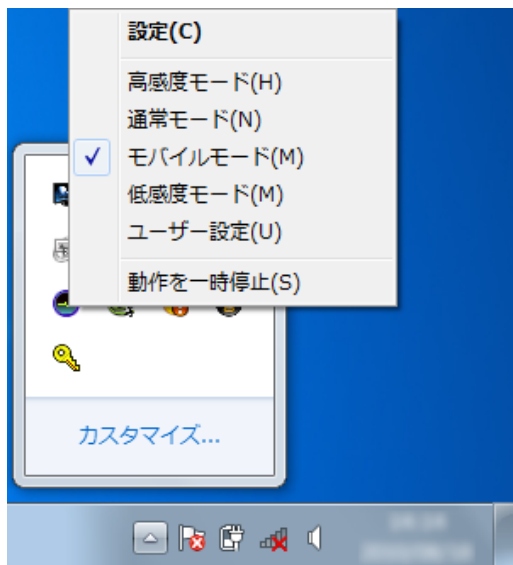 設定(C)
高感度モード(H)
通常モード(N)
モバイルモード(M)
低感度モード(M)
ユーザー設定(U)
動作を一時停止(S)
カスタマイズ...